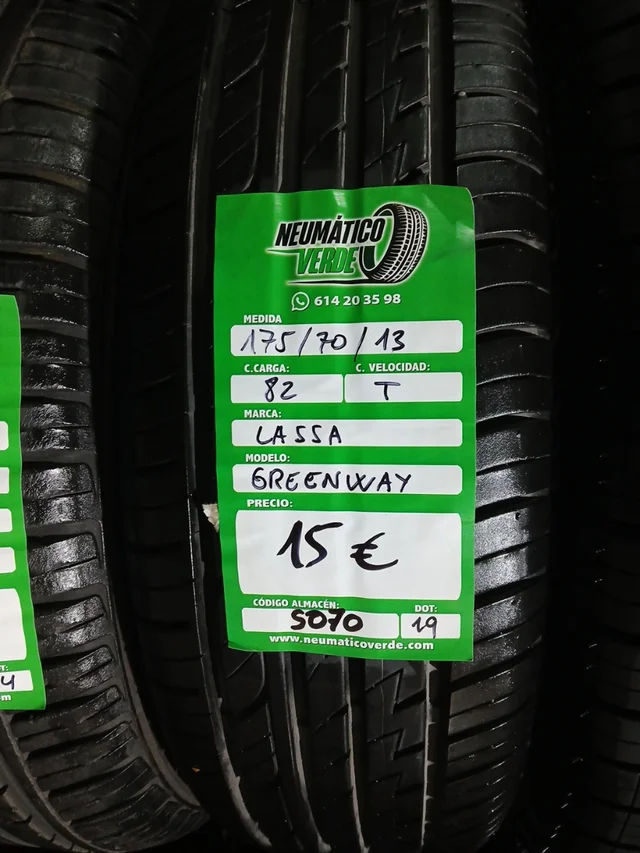 NEUMÁTICO
VERDE
614 20 35 98
MEDIDA
175/70/13
C.CARGA: C. VELOCIDAD:
82 T
MARCA:
LASSA
MODELO:
GREENWAY
PRECIO:
15 €
CÓDIGO ALMACÉN: DOT:
5070 19
www.neumaticoverde.com